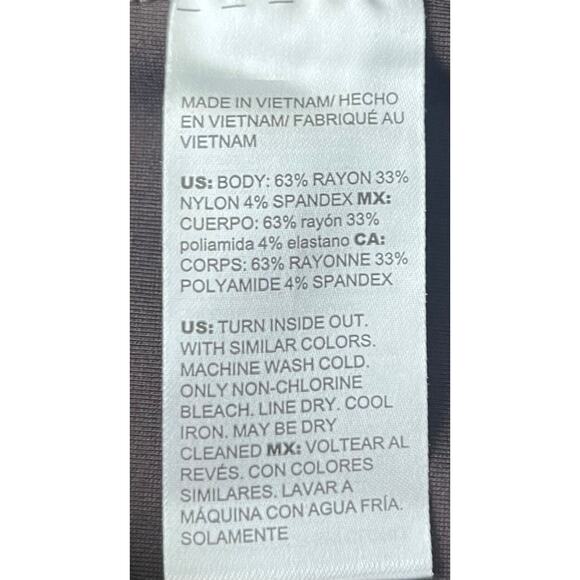 MADE IN VIETNAM/ HECHO
EN VIETNAM/ FABRIQUÉ AU
VIETNAM
US: BODY: 63% RAYON 33%
NYLON 4% SPANDEX MX:
CUERPO: 63% rayón 33%
poliamida 4% elastano CA:
CORPS: 63% RAYONNE 33%
POLYAMIDE 4% SPANDEX
US: TURN INSIDE OUT.
WITH SIMILAR COLORS.
MACHINE WASH COLD.
ONLY NON-CHLORINE
BLEACH. LINE DRY. COOL
IRON. MAY BE DRY
CLEANED MX: VOLTEAR AL
REVÉS. CON COLORES
SIMILARES. LAVAR A
MÁQUINA CON AGUA FRÍA.
SOLAMENTE